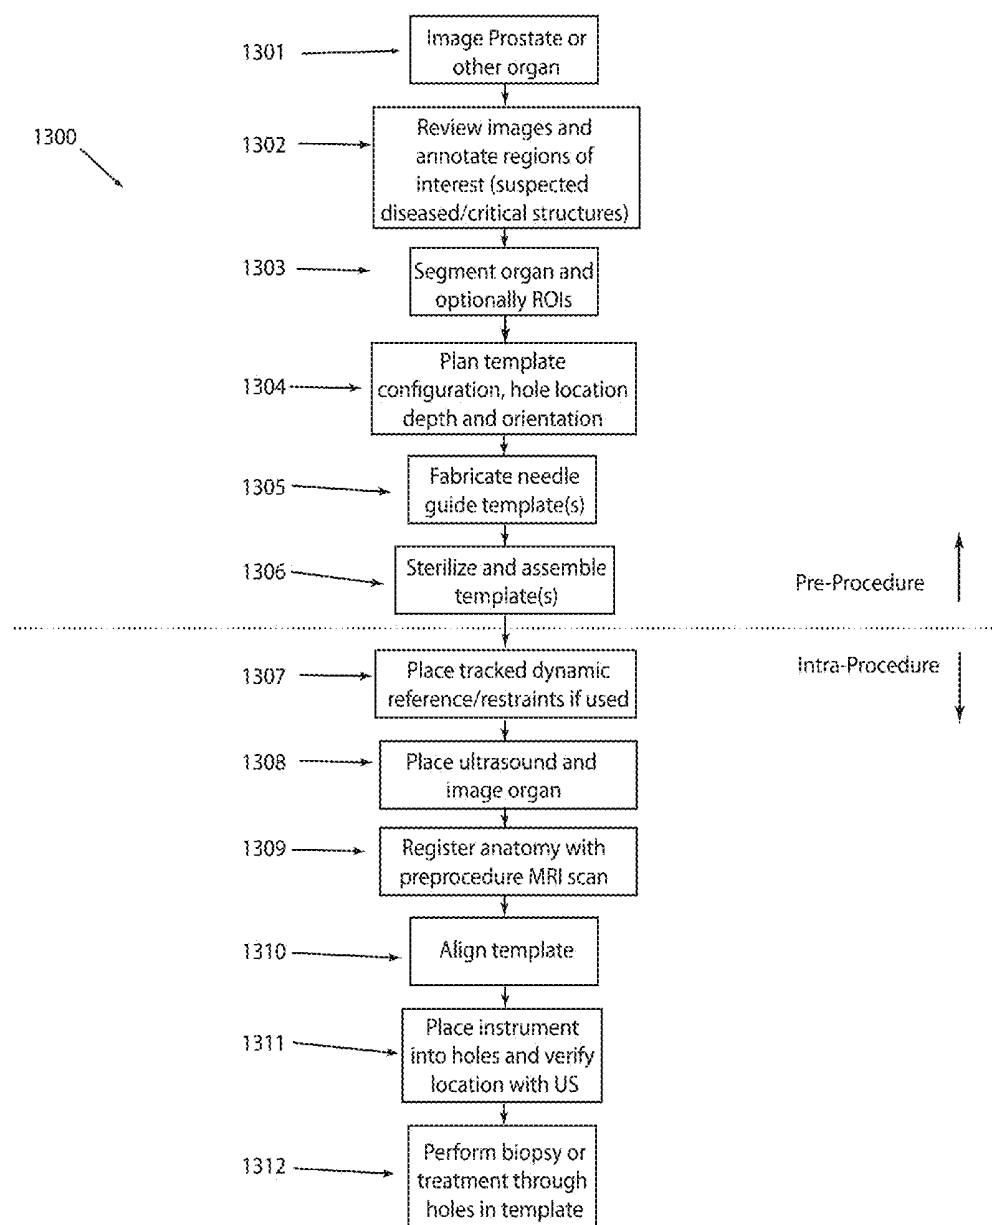 1301
Image Prostate or
other organ
1300
1302
Review images and
annotate regions of
interest (suspected
diseased/critical structures)
1303
Segment organ and
optionally ROIs
1304
Plan template
configuration, hole location
depth and orientation
1305
Fabricate needle
guide template(s)
1306
Sterilize and assemble
template(s)
Pre-Procedure
Intra-Procedure
1307
Place tracked dynamic
reference/restraints if used
1308
Place ultrasound and
image organ
1309
Register anatomy with
preprocedure MRI scan
1310
Align template
1311
Place instrument
into holes and verify
location with US
1312
Perform biopsy or
treatment through
holes in template